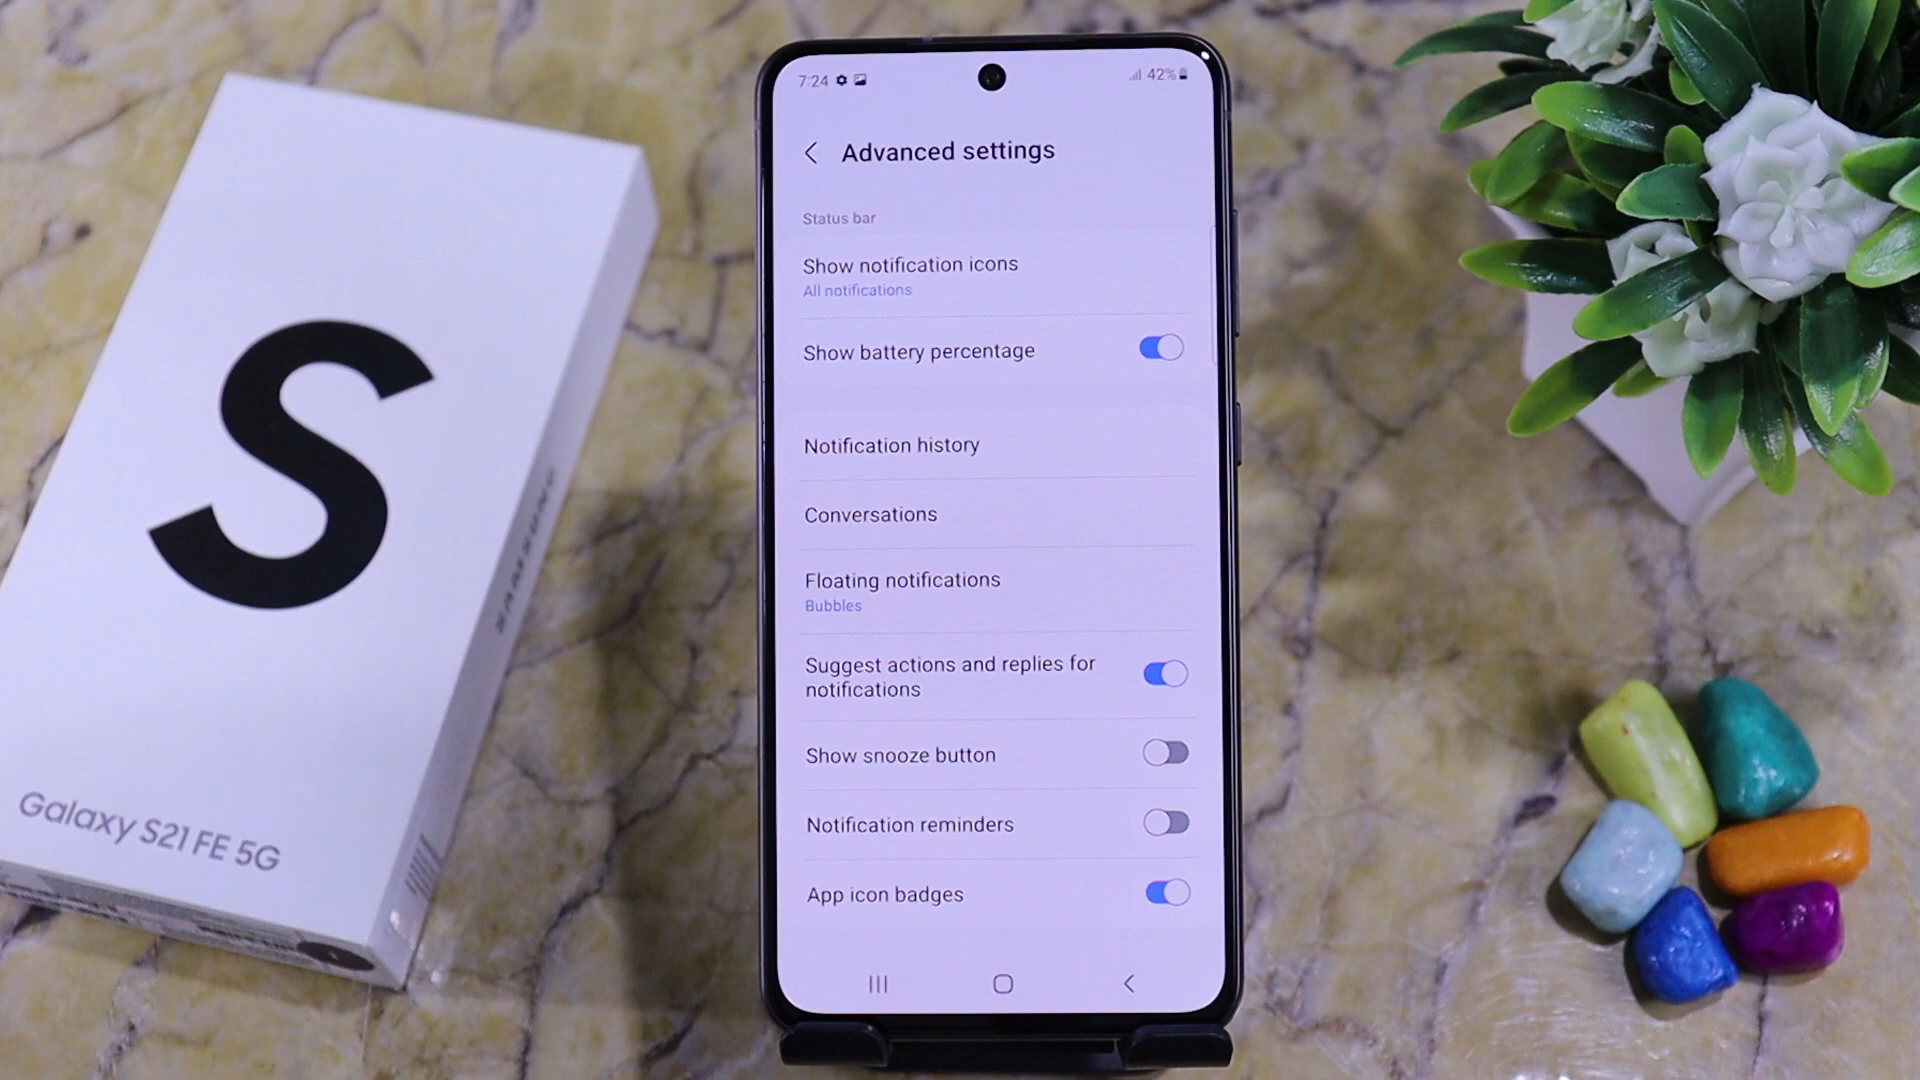 S
SAMSUNG
Galaxy S21 FE 5G
7:24
42%
Advanced settings
Status bar
Show notification icons
All notifications
Show battery percentage
Notification history
Conversations
Floating notifications
Bubbles
Suggest actions and replies for
notifications
Show snooze button
Notification reminders
App icon badges